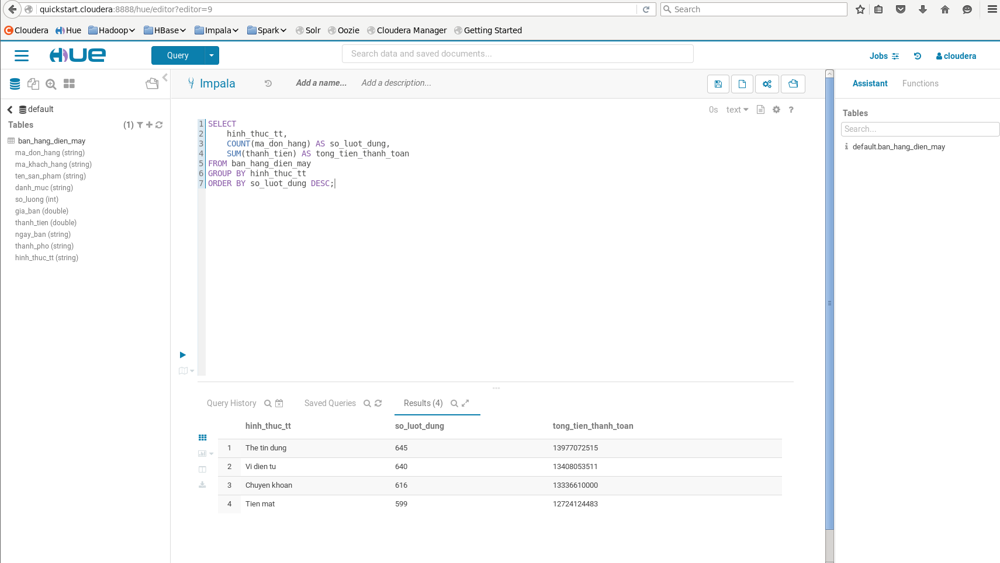 quickstart.cloudera:8888/hue/editor?editor=9
Search
Cloudera Hue Hadoop HBase Impala Spark Solr Oozie Cloudera Manager Getting Started
HUE Query Search data and saved documents... Jobs cloudera
Impala Add a name... Add a description...
Assistant Functions
default
Tables (1)
ban_hang_dien_may
ma_don_hang (string)
ma_khach_hang (string)
ten_san_pham (string)
danh_muc (string)
so_luong (int)
gia_ban (double)
thanh_tien (double)
ngay_ban (string)
thanh_pho (string)
hinh_thuc_tt (string)
0s text ?
1 SELECT
2 hinh_thuc_tt,
3 COUNT(ma_don_hang) AS so_luot_dung,
4 SUM(thanh_tien) AS tong_tien_thanh_toan
5 FROM ban_hang_dien_may
6 GROUP BY hinh_thuc_tt
7 ORDER BY so_luot_dung DESC;
Query History Saved Queries Results (4)
hinh_thuc_tt so_luot_dung tong_tien_thanh_toan
1 The tin dung 645 13977072515
2 Vi dien tu 640 13408053511
3 Chuyen khoan 616 13336610000
4 Tien mat 599 12724124483
Tables
Search...
default.ban_hang_dien_may